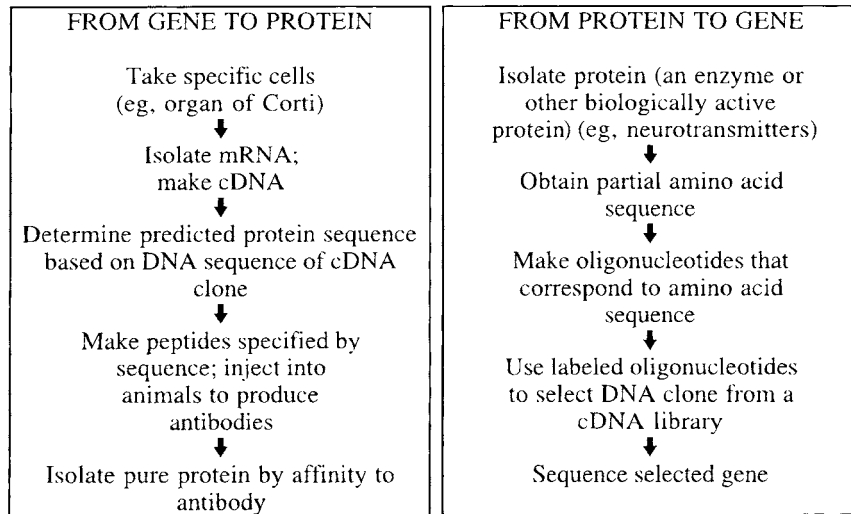 FROM GENE TO PROTEIN
Take specific cells
(eg, organ of Corti)
Isolate mRNA;
make cDNA
Determine predicted protein sequence
based on DNA sequence of cDNA
clone
Make peptides specified by
sequence; inject into
animals to produce
antibodies
Isolate pure protein by affinity to
antibody
FROM PROTEIN TO GENE
Isolate protein (an enzyme or
other biologically active
protein) (eg, neurotransmitters)
Obtain partial amino acid
sequence
Make oligonucleotides that
correspond to amino acid
sequence
Use labeled oligonucleotides
to select DNA clone from a
cDNA library
Sequence selected gene